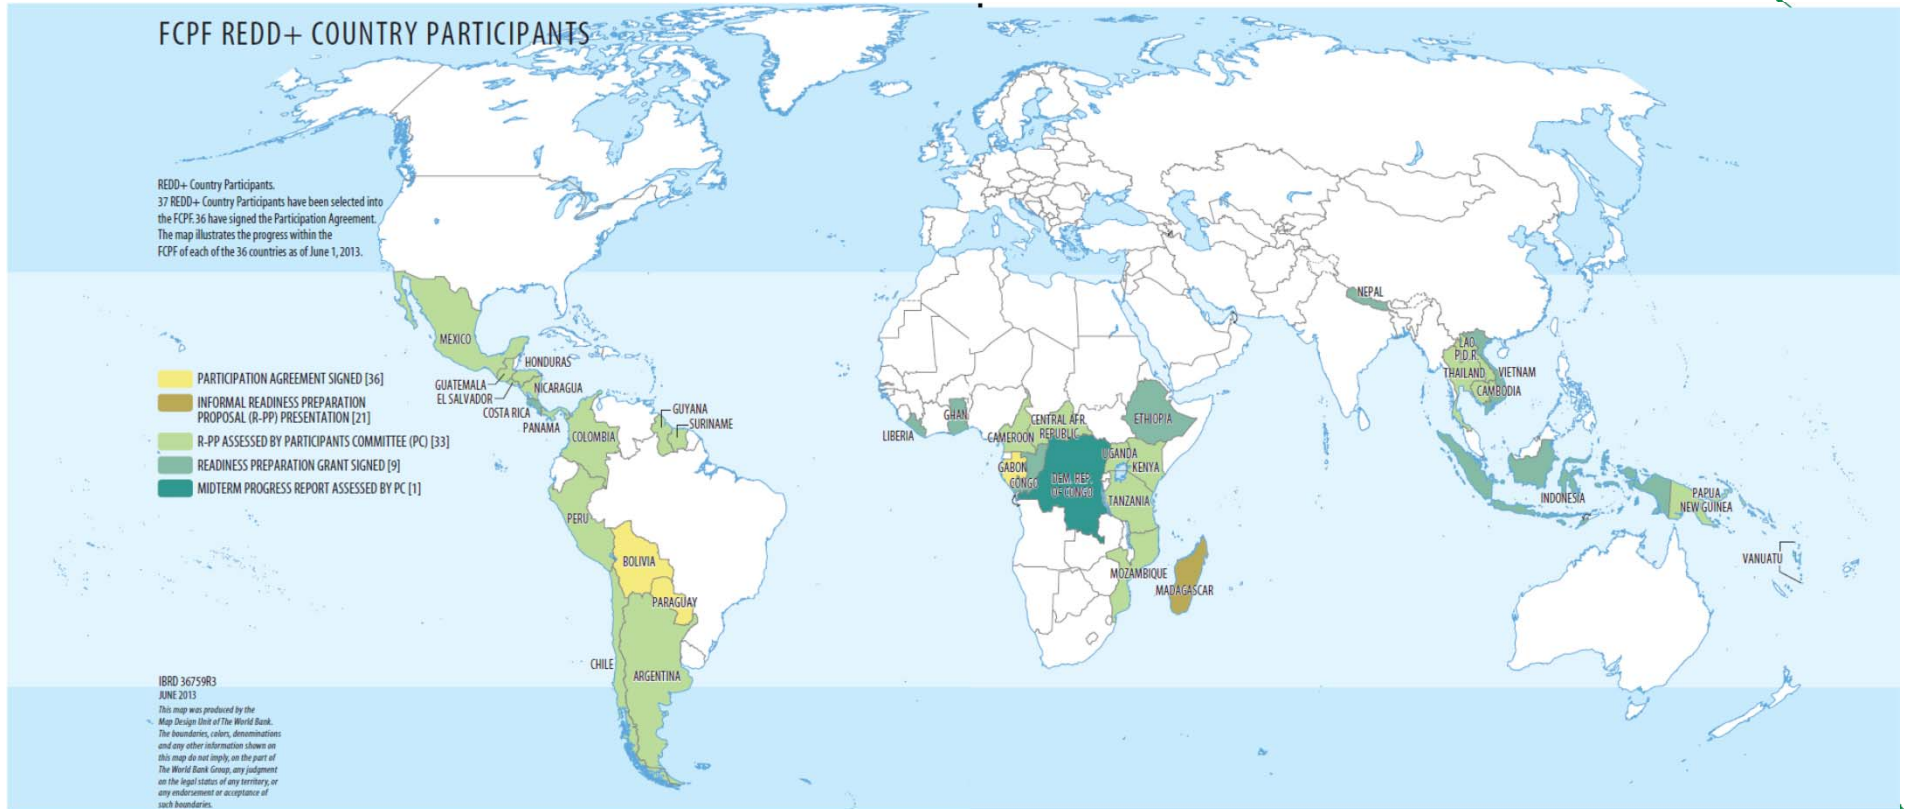 FCPF REDD+ COUNTRY PARTICIPANTS
REDD+ Country Participants.
37 REDD+ Country Participants have been selected into
the FCPF. 36 have signed the Participation Agreement.
The map illustrates the progress within the
FCPF of each of the 36 countries as of June 1, 2013.
PARTICIPATION AGREEMENT SIGNED [36]
INFORMAL READINESS PREPARATION
PROPOSAL (R-PP) PRESENTATION [21]
R-PP ASSESSED BY PARTICIPANTS COMMITTEE (PC) [33]
READINESS PREPARATION GRANT SIGNED [9]
MIDTERM PROGRESS REPORT ASSESSED BY PC [1]
MEXICO
HONDURAS
GUATEMALA
EL SALVADOR
NICARAGUA
COSTA RICA
PANAMA
GUYANA
SURINAME
COLOMBIA
PERU
BOLIVIA
PARAGUAY
CHILE
ARGENTINA
LIBERIA
GHAN
CAMEROON
CENTRAL AFR.
REPUBLIC
ETHIOPIA
GABON
CONGO
DEM. REP.
OF CONGO
UGANDA
KENYA
TANZANIA
MOZAMBIQUE
MADAGASCAR
NEPAL
LAO
P.D.R.
THAILAND
VIETNAM
CAMBODIA
INDONESIA
PAPUA
NEW GUINEA
VANUATU
IBRD 36759R3
JUNE 2013
This map was produced by the
Map Design Unit of The World Bank.
The boundaries, colors, denominations
and any other information shown on
this map do not imply, on the part of
The World Bank Group, any judgment
on the legal status of any territory, or
any endorsement or acceptance of
such boundaries.